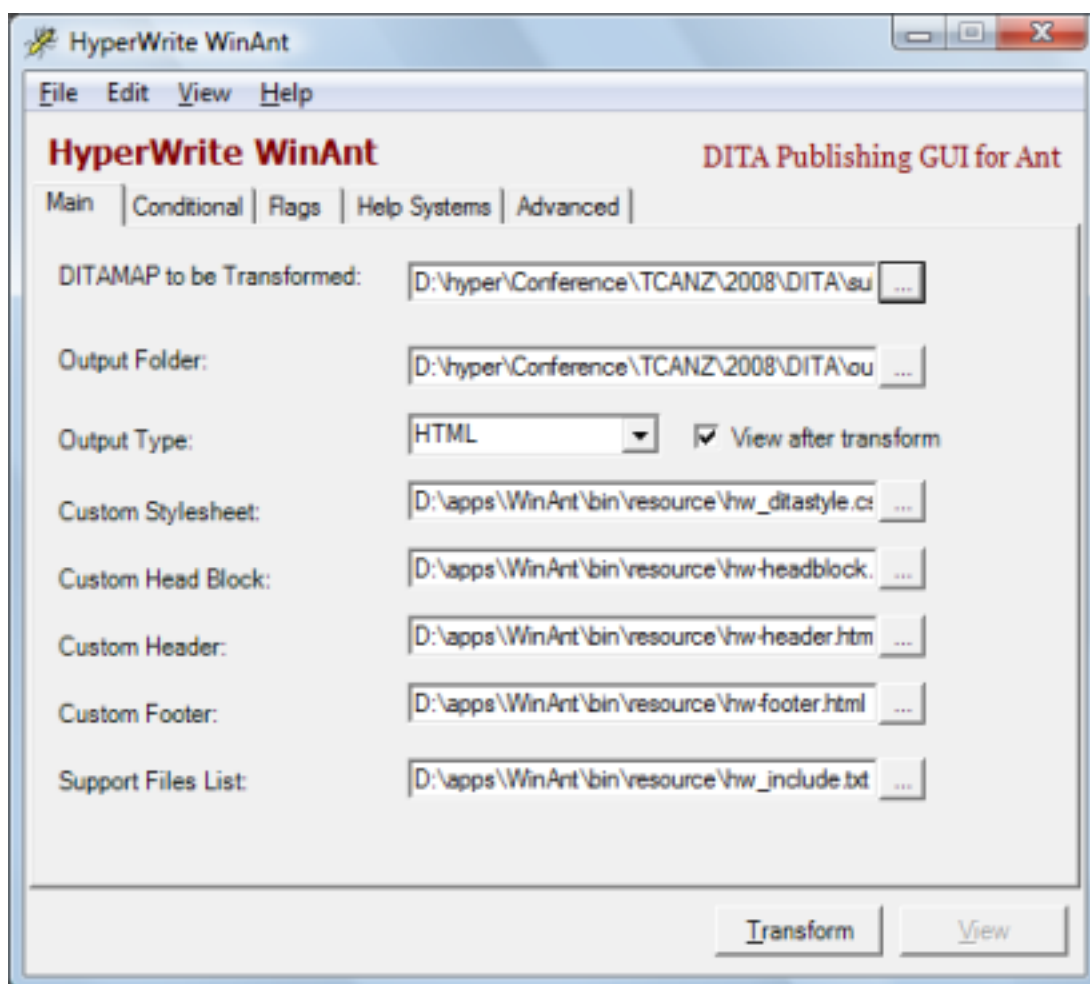 HyperWrite WinAnt
File Edit View Help
HyperWrite WinAnt DITA Publishing GUI for Ant
Main Conditional Flags Help Systems Advanced
DITAMAP to be Transformed: D:\hyper\Conference\TCANZ\2008\DITA\su ...
Output Folder: D:\hyper\Conference\TCANZ\2008\DITA\ou ...
Output Type: HTML View after transform
Custom Stylesheet: D:\apps\WinAnt\bin\resource\hw_ditastyle.cs ...
Custom Head Block: D:\apps\WinAnt\bin\resource\hw-headblock. ...
Custom Header: D:\apps\WinAnt\bin\resource\hw-header.htm ...
Custom Footer: D:\apps\WinAnt\bin\resource\hw-footer.html ...
Support Files List: D:\apps\WinAnt\bin\resource\hw_include.txt ...
Transform View